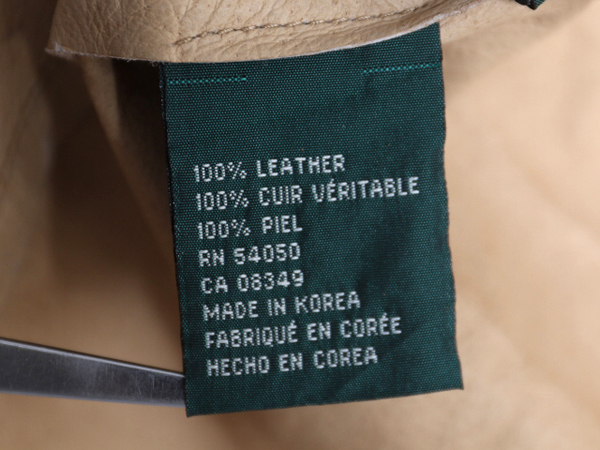 100% LEATHER
100% CUIR VÉRITABLE
100% PIEL
RN 54050
CA 08349
MADE IN KOREA
FABRIQUÉ EN CORÉE
HECHO EN COREA